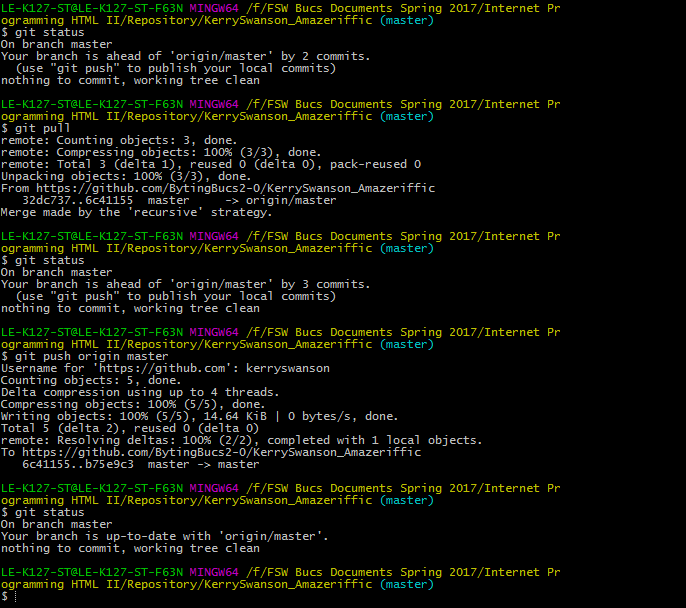 LE-K127-ST@LE-K127-ST-F63N MINGW64 /f/FSW Bucs Documents Spring 2017/Internet Pr
ogramming HTML II/Repository/KerrySwanson_Amazeriffic (master)
$ git status
On branch master
Your branch is ahead of 'origin/master' by 2 commits.
  (use "git push" to publish your local commits)
nothing to commit, working tree clean

LE-K127-ST@LE-K127-ST-F63N MINGW64 /f/FSW Bucs Documents Spring 2017/Internet Pr
ogramming HTML II/Repository/KerrySwanson_Amazeriffic (master)
$ git pull
remote: Counting objects: 3, done.
remote: Compressing objects: 100% (3/3), done.
remote: Total 3 (delta 1), reused 0 (delta 0), pack-reused 0
Unpacking objects: 100% (3/3), done.
From https://github.com/BytingBucs2-0/KerrySwanson_Amazeriffic
   32dc737..6c41155  master     -> origin/master
Merge made by the 'recursive' strategy.

LE-K127-ST@LE-K127-ST-F63N MINGW64 /f/FSW Bucs Documents Spring 2017/Internet Pr
ogramming HTML II/Repository/KerrySwanson_Amazeriffic (master)
$ git status
On branch master
Your branch is ahead of 'origin/master' by 3 commits.
  (use "git push" to publish your local commits)
nothing to commit, working tree clean

LE-K127-ST@LE-K127-ST-F63N MINGW64 /f/FSW Bucs Documents Spring 2017/Internet Pr
ogramming HTML II/Repository/KerrySwanson_Amazeriffic (master)
$ git push origin master
Username for 'https://github.com': kerryswanson
Counting objects: 5, done.
Delta compression using up to 4 threads.
Compressing objects: 100% (5/5), done.
Writing objects: 100% (5/5), 14.64 KiB | 0 bytes/s, done.
Total 5 (delta 2), reused 0 (delta 0)
remote: Resolving deltas: 100% (2/2), completed with 1 local objects.
To https://github.com/BytingBucs2-0/KerrySwanson_Amazeriffic
   6c41155..b75e9c3  master -> master

LE-K127-ST@LE-K127-ST-F63N MINGW64 /f/FSW Bucs Documents Spring 2017/Internet Pr
ogramming HTML II/Repository/KerrySwanson_Amazeriffic (master)
$ git status
On branch master
Your branch is up-to-date with 'origin/master'.
nothing to commit, working tree clean

LE-K127-ST@LE-K127-ST-F63N MINGW64 /f/FSW Bucs Documents Spring 2017/Internet Pr
ogramming HTML II/Repository/KerrySwanson_Amazeriffic (master)
$